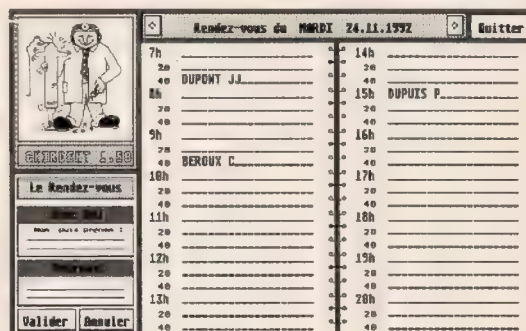 Rendez-vous du MARDI 24.11.1992
Quitter
Le Rendez-vous
Nom puis prénom :
Valider
Annuler
7h
20
40 DUPONT JJ
8h
20
40
9h
20
40 BEROUX C
10h
20
40
11h
20
40
12h
20
40
13h
20
40
14h
20
40
15h DUPUIS P
20
40
16h
20
40
17h
20
40
18h
20
40
19h
20
40
20h
20
40